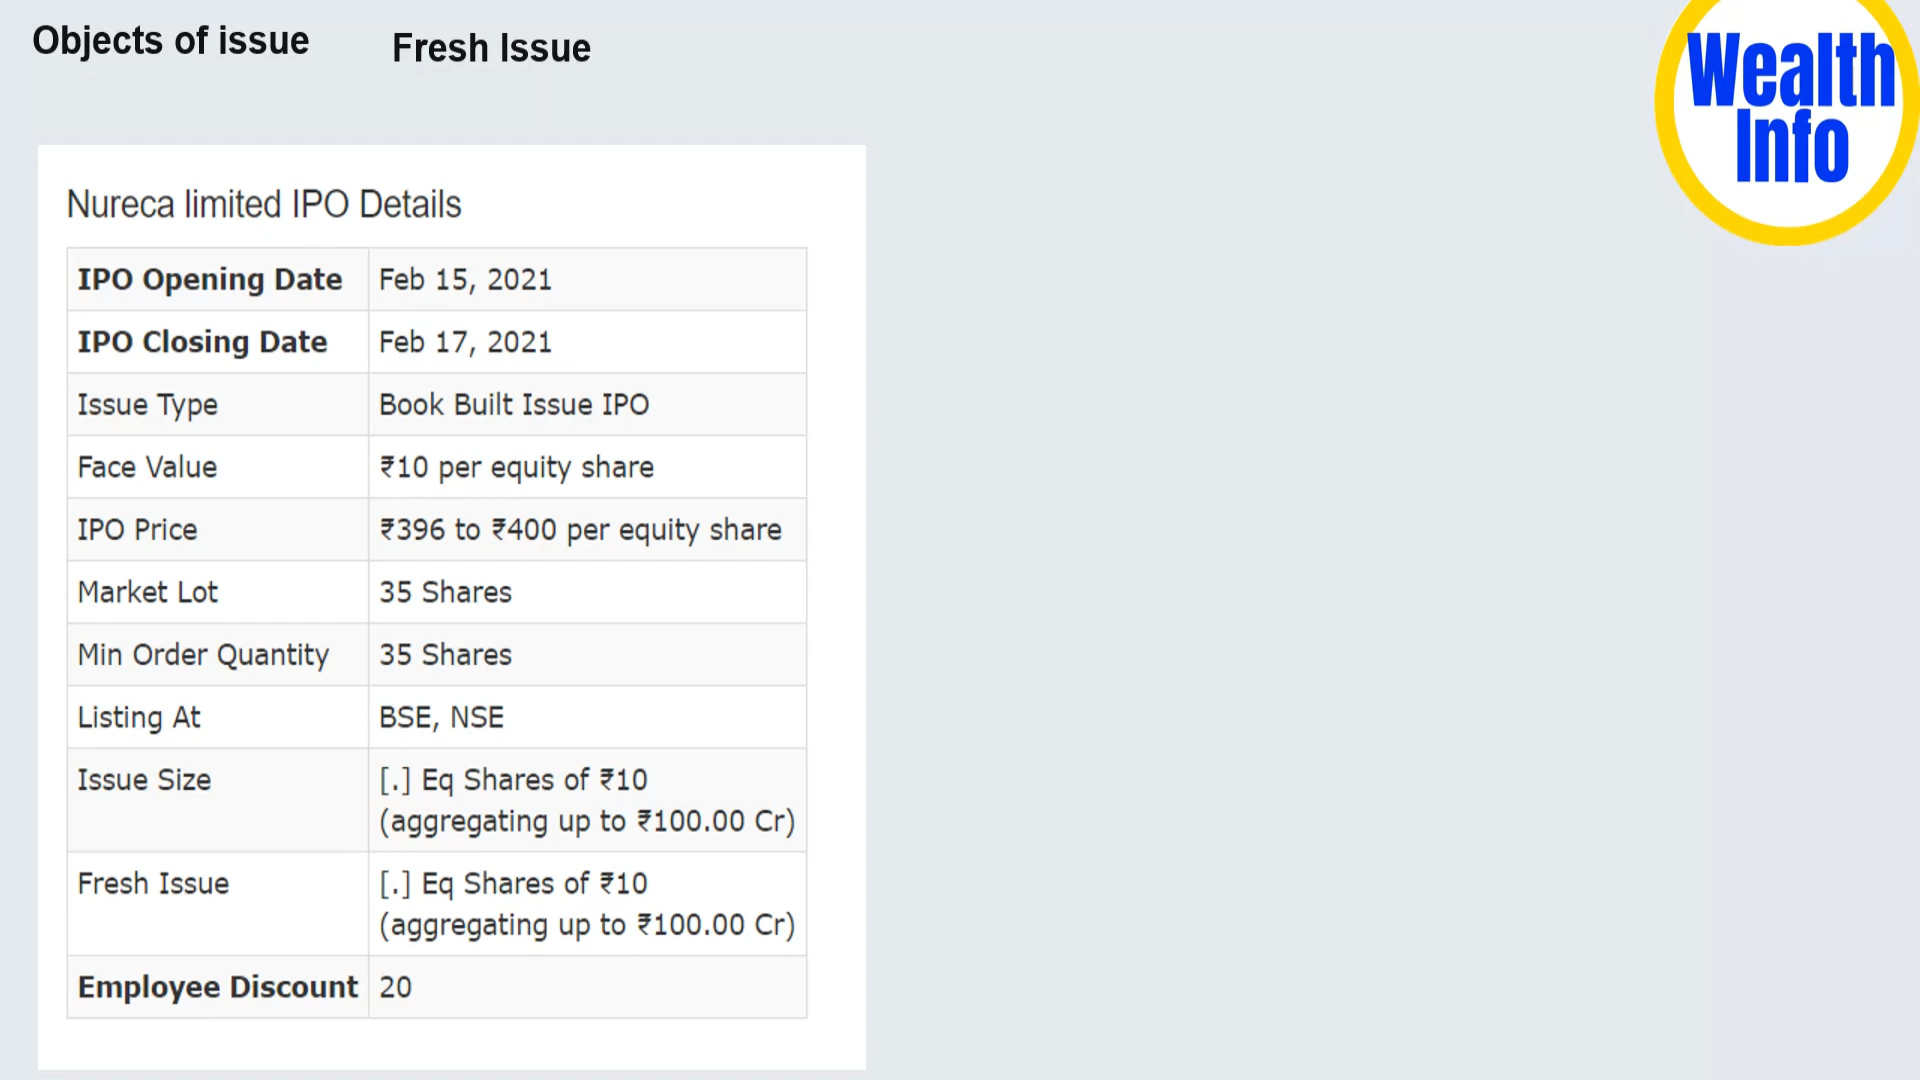 Objects of issue Fresh Issue
Wealth
Info
Nureca limited IPO Details
IPO Opening Date Feb 15, 2021
IPO Closing Date Feb 17, 2021
Issue Type Book Built Issue IPO
Face Value ₹10 per equity share
IPO Price ₹396 to ₹400 per equity share
Market Lot 35 Shares
Min Order Quantity 35 Shares
Listing At BSE, NSE
Issue Size [.] Eq Shares of ₹10
(aggregating up to ₹100.00 Cr)
Fresh Issue [.] Eq Shares of ₹10
(aggregating up to ₹100.00 Cr)
Employee Discount 20